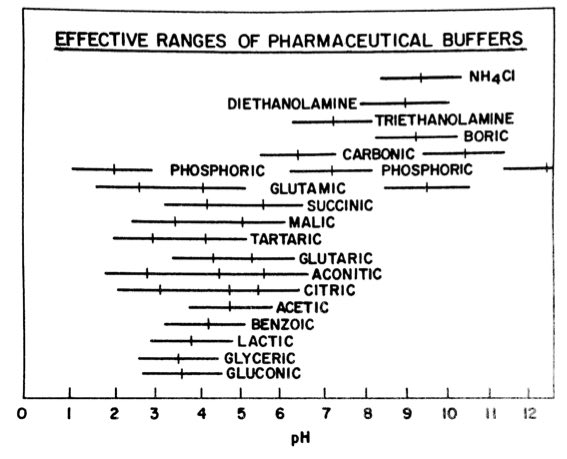 EFFECTIVE RANGES OF PHARMACEUTICAL BUFFERS
NH4Cl
DIETHANOLAMINE
TRIETHANOLAMINE
BORIC
CARBONIC
PHOSPHORIC PHOSPHORIC
GLUTAMIC
SUCCINIC
MALIC
TARTARIC
GLUTARIC
ACONITIC
CITRIC
ACETIC
BENZOIC
LACTIC
GLYCERIC
GLUCONIC
0 1 2 3 4 5 6 7 8 9 10 11 12
pH